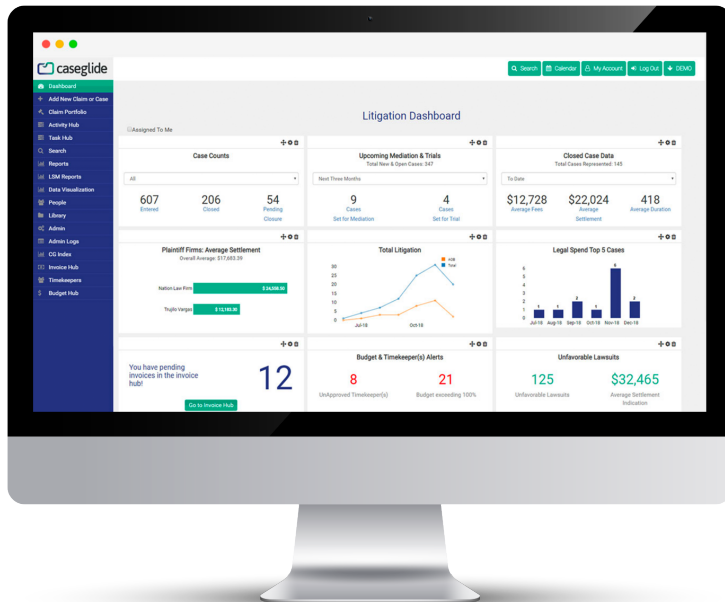 caseglide
Search
Calendar
My Account
Log Out
DEMO
Dashboard
Add New Claim or Case
Claim Portfolio
Activity Hub
Task Hub
Search
Reports
LSM Reports
Data Visualization
People
Library
Admin
Admin Logs
CG Index
Invoice Hub
Timekeepers
Budget Hub
Litigation Dashboard
Assigned To Me
Case Counts
All
607
Entered
206
Closed
54
Pending
Closure
Upcoming Mediation & Trials
Total New & Open Cases: 347
Next Three Months
9
Cases
Set for Mediation
4
Cases
Set for Trial
Closed Case Data
Total Cases Represented: 145
To Date
$12,728
Average Fees
$22,024
Average
Settlement
418
Average Duration
Plaintiff Firms: Average Settlement
Overall Average: $17,683.39
Nation Law Firm
Trujilo Vargas
Total Litigation
Total
30
25
20
15
10
5
0
Jul-18
Oct-18
Legal Spend Top 5 Cases
6
5
4
3
2
1
0
1
1
2
1
6
2
Jul-18
Aug-18
Sep-18
Oct-18
Nov-18
Dec-18
You have pending
invoices in the invoice
hub!
12
Go to Invoice Hub
Budget & Timekeeper(s) Alerts
8
UnApproved Timekeeper(s)
21
Budget exceeding 100%
Unfavorable Lawsuits
125
Unfavorable Lawsuits
$32,465
Average Settlement
Indication